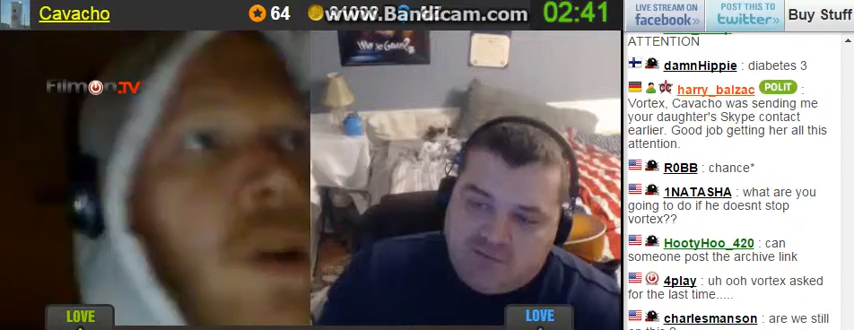 Cavacho
64
www.Bandicam.com
02:41
LIVE STREAM ON
facebook
POST THIS TO
twitter
Buy Stuff
FilmOn.TV
ATTENTION
damnHippie : diabetes 3
harry_balzac POLIT :
Vortex, Cavacho was sending me
your daughter's Skype contact
earlier. Good job getting her all this
attention.
R0BB : chance*
1NATASHA : what are you
going to do if he doesnt stop
vortex??
HootyHoo_420 : can
someone post the archive link
4play : uh ooh vortex asked
for the last time.....
charlesmanson : are we still
LOVE
LOVE